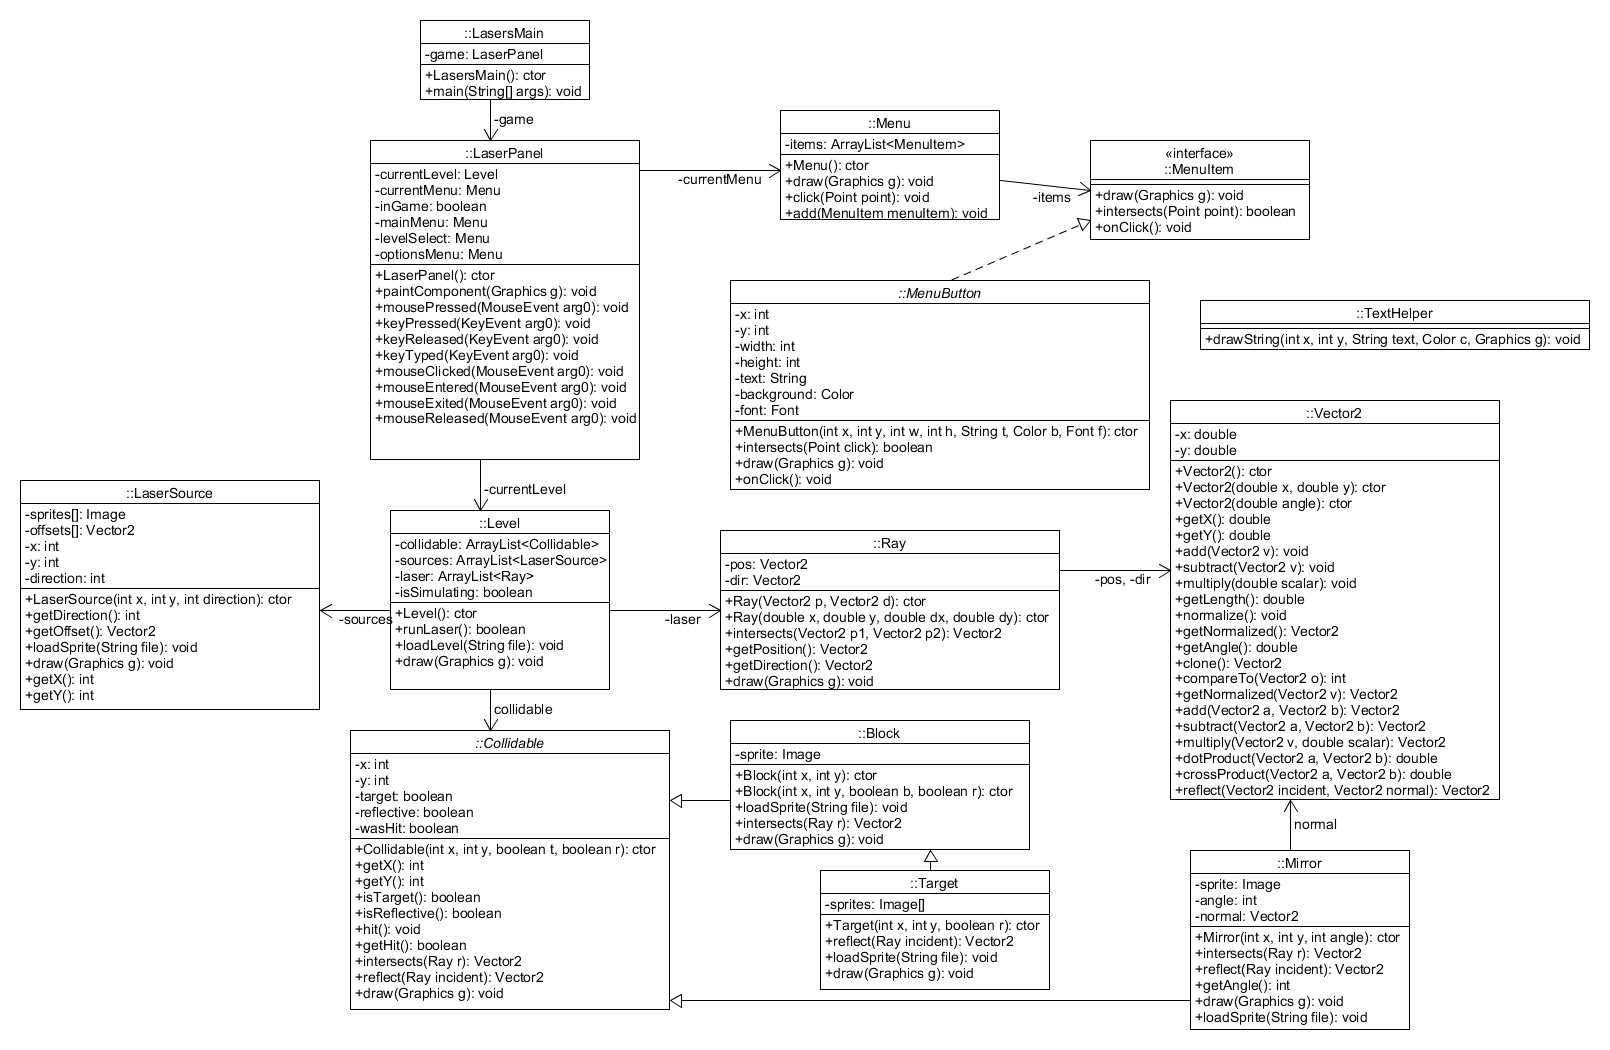 ::LasersMain
-game: LaserPanel
+LasersMain(): ctor
+main(String[] args): void
-game
::LaserPanel
-currentLevel: Level
-currentMenu: Menu
-inGame: boolean
-mainMenu: Menu
-levelSelect: Menu
-optionsMenu: Menu
+LaserPanel(): ctor
+paintComponent(Graphics g): void
+mousePressed(MouseEvent arg0): void
+keyPressed(KeyEvent arg0): void
+keyReleased(KeyEvent arg0): void
+keyTyped(KeyEvent arg0): void
+mouseClicked(MouseEvent arg0): void
+mouseEntered(MouseEvent arg0): void
+mouseExited(MouseEvent arg0): void
+mouseReleased(MouseEvent arg0): void
-currentMenu
::Menu
-items: ArrayList<MenuItem>
+Menu(): ctor
+draw(Graphics g): void
+click(Point point): void
+add(MenuItem menuItem): void
-items
«interface»
::MenuItem
+draw(Graphics g): void
+intersects(Point point): boolean
+onClick(): void
::MenuButton
-x: int
-y: int
-width: int
-height: int
-text: String
-background: Color
-font: Font
+MenuButton(int x, int y, int w, int h, String t, Color b, Font f): ctor
+intersects(Point click): boolean
+draw(Graphics g): void
+onClick(): void
::TextHelper
+drawString(int x, int y, String text, Color c, Graphics g): void
-currentLevel
::LaserSource
-sprites[]: Image
-offsets[]: Vector2
-x: int
-y: int
-direction: int
+LaserSource(int x, int y, int direction): ctor
+getDirection(): int
+getOffset(): Vector2
+loadSprite(String file): void
+draw(Graphics g): void
+getX(): int
+getY(): int
-sources
::Level
-collidable: ArrayList<Collidable>
-sources: ArrayList<LaserSource>
-laser: ArrayList<Ray>
-isSimulating: boolean
+Level(): ctor
+runLaser(): boolean
+loadLevel(String file): void
+draw(Graphics g): void
-laser
::Ray
-pos: Vector2
-dir: Vector2
+Ray(Vector2 p, Vector2 d): ctor
+Ray(double x, double y, double dx, double dy): ctor
+intersects(Vector2 p1, Vector2 p2): Vector2
+getPosition(): Vector2
+getDirection(): Vector2
+draw(Graphics g): void
-pos, -dir
::Vector2
-x: double
-y: double
+Vector2(): ctor
+Vector2(double x, double y): ctor
+Vector2(double angle): ctor
+getX(): double
+getY(): double
+add(Vector2 v): void
+subtract(Vector2 v): void
+multiply(double scalar): void
+getLength(): double
+normalize(): void
+getNormalized(): Vector2
+getAngle(): double
+clone(): Vector2
+compareTo(Vector2 o): int
+getNormalized(Vector2 v): Vector2
+add(Vector2 a, Vector2 b): Vector2
+subtract(Vector2 a, Vector2 b): Vector2
+multiply(Vector2 v, double scalar): Vector2
+dotProduct(Vector2 a, Vector2 b): double
+crossProduct(Vector2 a, Vector2 b): double
+reflect(Vector2 incident, Vector2 normal): Vector2
collidable
::Collidable
-x: int
-y: int
-target: boolean
-reflective: boolean
-wasHit: boolean
+Collidable(int x, int y, boolean t, boolean r): ctor
+getX(): int
+getY(): int
+isTarget(): boolean
+isReflective(): boolean
+hit(): void
+getHit(): boolean
+intersects(Ray r): Vector2
+reflect(Ray incident): Vector2
+draw(Graphics g): void
::Block
-sprite: Image
+Block(int x, int y): ctor
+Block(int x, int y, boolean b, boolean r): ctor
+loadSprite(String file): void
+intersects(Ray r): Vector2
+draw(Graphics g): void
::Target
-sprites: Image[]
+Target(int x, int y, boolean r): ctor
+reflect(Ray incident): Vector2
+loadSprite(String file): void
+draw(Graphics g): void
normal
::Mirror
-sprite: Image
-angle: int
-normal: Vector2
+Mirror(int x, int y, int angle): ctor
+intersects(Ray r): Vector2
+reflect(Ray incident): Vector2
+getAngle(): int
+draw(Graphics g): void
+loadSprite(String file): void